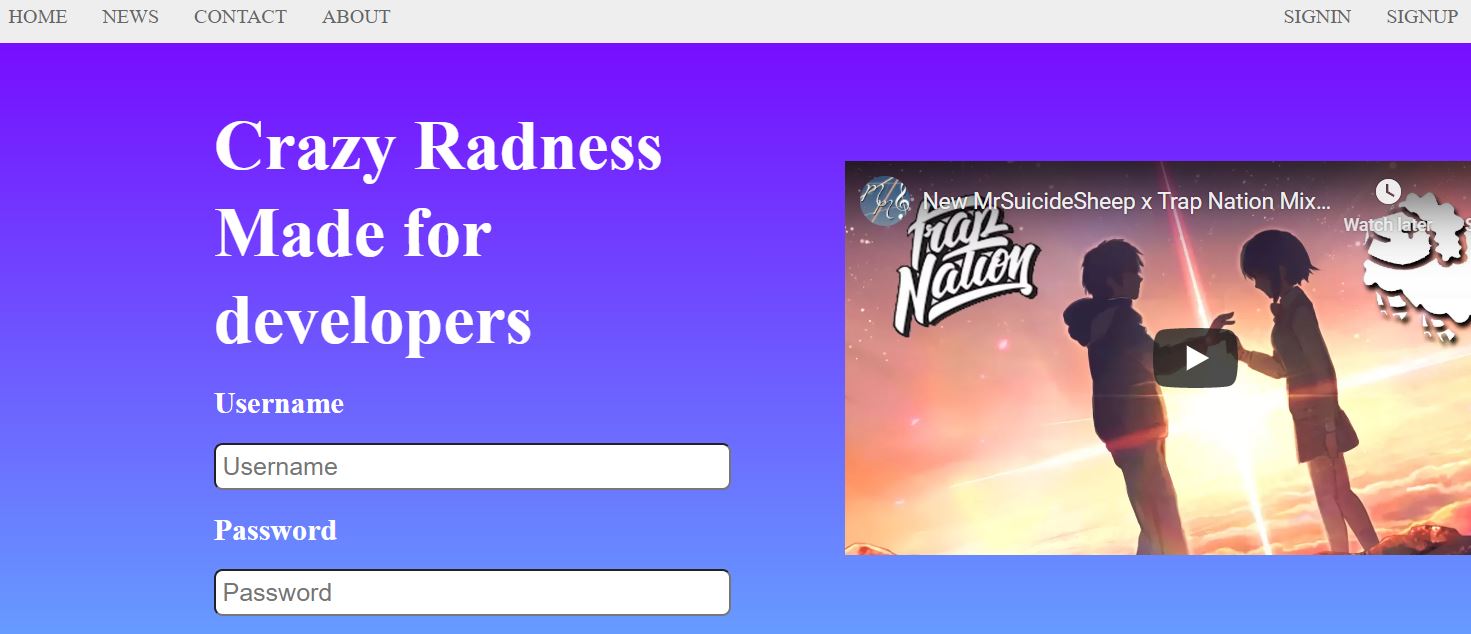 HOME NEWS CONTACT ABOUT SIGNIN SIGNUP
Crazy Radness
Made for
developers
Username
Username
Password
Password
New MrSuicideSheep x Trap Nation Mix...
Watch later
Trap
Nation